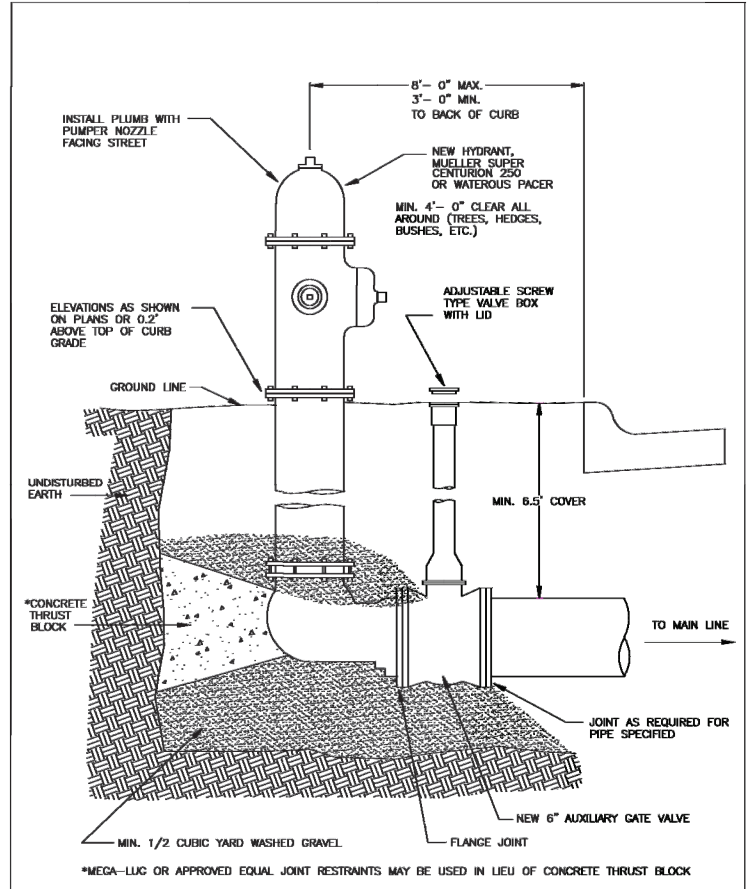 8'- 0" MAX.
3'- 0" MIN.
TO BACK OF CURB
INSTALL PLUMB WITH
PUMPER NOZZLE
FACING STREET
NEW HYDRANT,
MUELLER SUPER
CENTURION 250
OR WATEROUS PACER
MIN. 4'- 0" CLEAR ALL
AROUND (TREES, HEDGES,
BUSHES, ETC.)
ADJUSTABLE SCREW
TYPE VALVE BOX
WITH LID
ELEVATIONS AS SHOWN
ON PLANS OR 0.2'
ABOVE TOP OF CURB
GRADE
GROUND LINE
UNDISTURBED
EARTH
MIN. 6.5' COVER
*CONCRETE
THRUST
BLOCK
TO MAIN LINE
JOINT AS REQUIRED FOR
PIPE SPECIFIED
NEW 6" AUXILIARY GATE VALVE
MIN. 1/2 CUBIC YARD WASHED GRAVEL
FLANGE JOINT
*MEGA-LUG OR APPROVED EQUAL JOINT RESTRAINTS MAY BE USED IN LIEU OF CONCRETE THRUST BLOCK